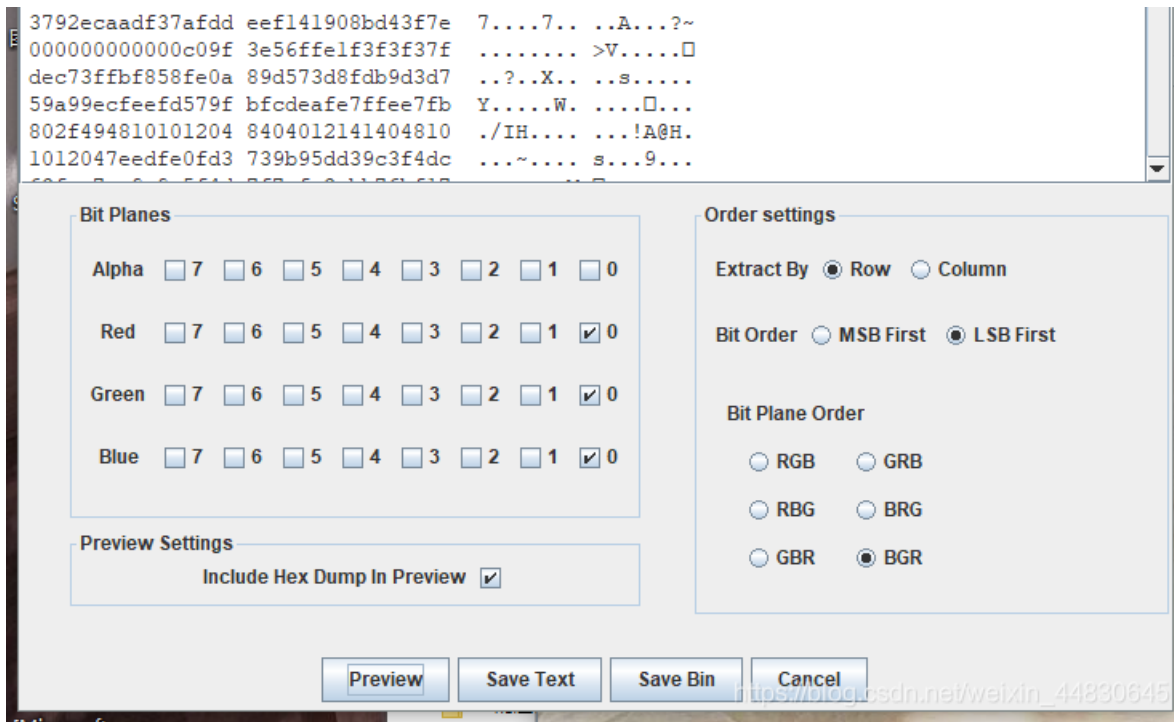 3792ecaadf37afdd eef141908bd43f7e 7....7.. ..A...?~
000000000000c09f 3e56ffe1f3f3f37f ........ >V.....□
dec73ffbf858fe0a 89d573d8fdb9d3d7 ..?..X.. ..s.....
59a99ecfeefd579f bfcdeafe7ffee7fb Y.....W. ....□...
802f494810101204 8404012141404810 ./IH.... ...!A@H.
1012047eedfe0fd3 739b95dd39c3f4dc ...~.... s...9...
Bit Planes
Alpha 7 6 5 4 3 2 1 0
Red 7 6 5 4 3 2 1 0
Green 7 6 5 4 3 2 1 0
Blue 7 6 5 4 3 2 1 0
Preview Settings
Include Hex Dump In Preview
Order settings
Extract By Row Column
Bit Order MSB First LSB First
Bit Plane Order
RGB GRB
RBG BRG
GBR BGR
Preview Save Text Save Bin Cancel
https://blog.csdn.net/weixin_44830645